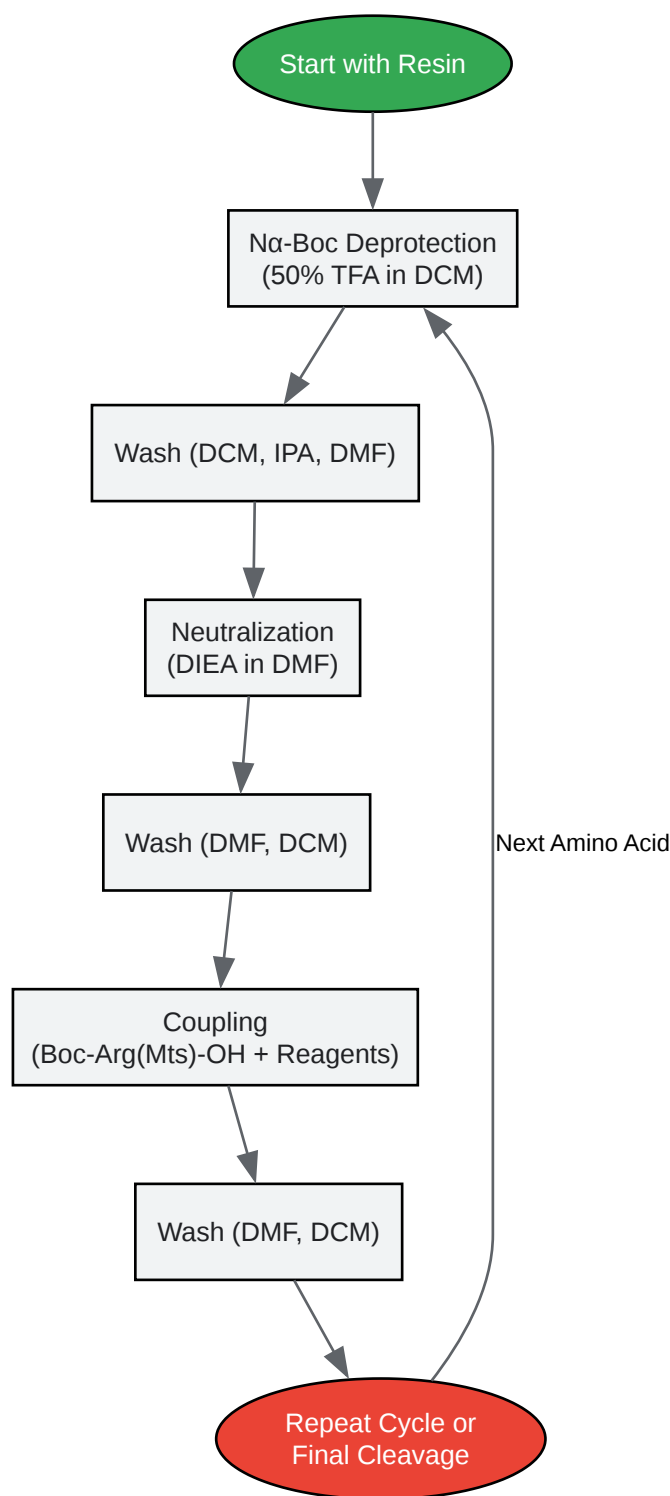 Start with Resin
Nα-Boc Deprotection
(50% TFA in DCM)
Wash (DCM, IPA, DMF)
Neutralization
(DIEA in DMF)
Wash (DMF, DCM)
Next Amino Acid
Coupling
(Boc-Arg(Mts)-OH + Reagents)
Wash (DMF, DCM)
Repeat Cycle or
Final Cleavage